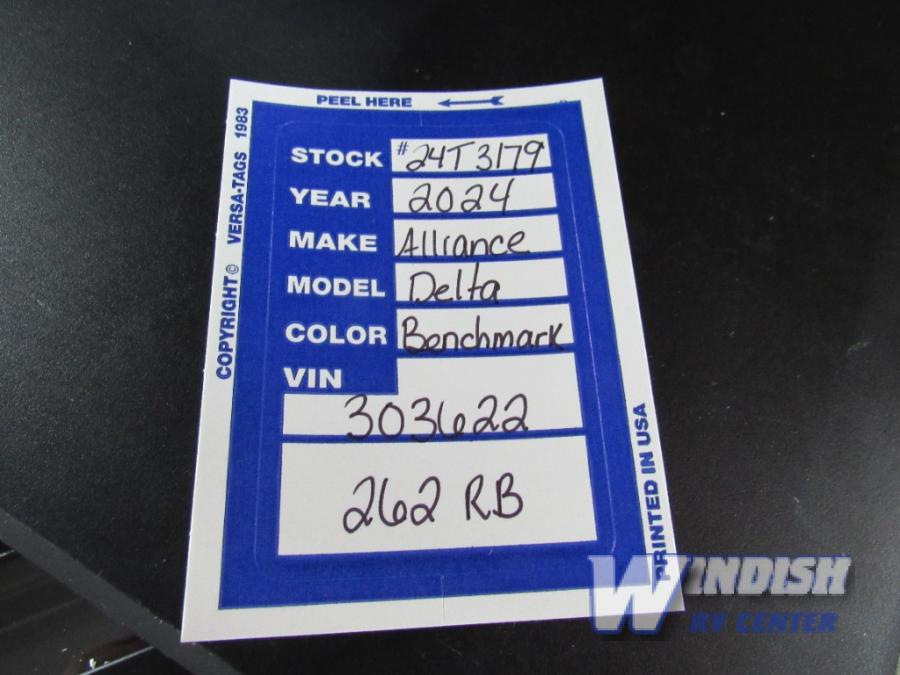 PEEL HERE
COPYRIGHT © VERSA-TAGS 1983
STOCK #24T3179
YEAR 2024
MAKE Alliance
MODEL Delta
COLOR Benchmark
VIN
303622
262 RB
PRINTED IN USA
WINDISH
RV CENTER